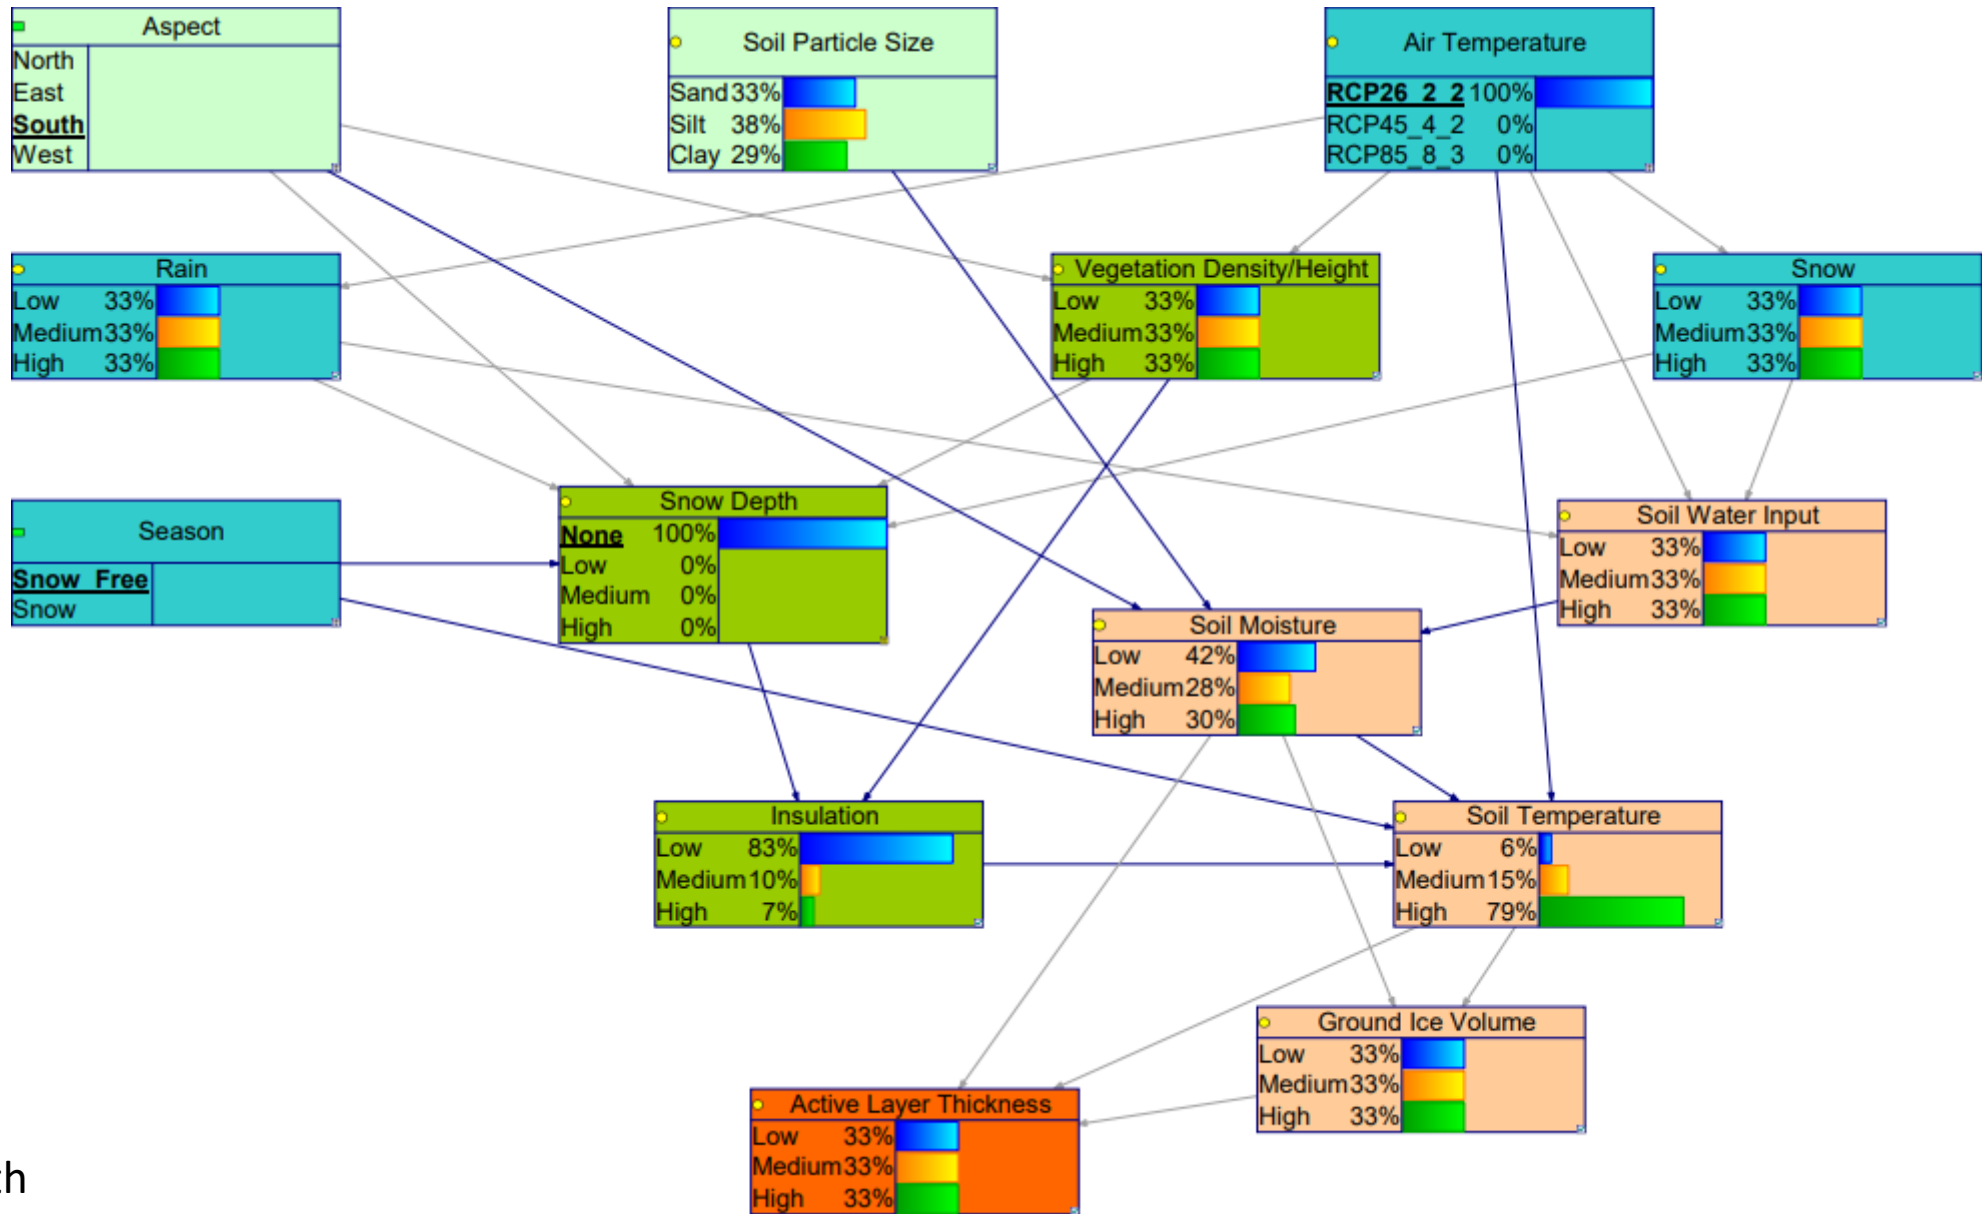 Aspect
North
East
South
West
Soil Particle Size
Sand 33%
Silt 38%
Clay 29%
Air Temperature
RCP26_2_2 100%
RCP45_4_2 0%
RCP85_8_3 0%
Rain
Low 33%
Medium 33%
High 33%
Vegetation Density/Height
Low 33%
Medium 33%
High 33%
Snow
Low 33%
Medium 33%
High 33%
Season
Snow_Free
Snow
Snow Depth
None 100%
Low 0%
Medium 0%
High 0%
Soil Water Input
Low 33%
Medium 33%
High 33%
Soil Moisture
Low 42%
Medium 28%
High 30%
Insulation
Low 83%
Medium 10%
High 7%
Soil Temperature
Low 6%
Medium 15%
High 79%
Ground Ice Volume
Low 33%
Medium 33%
High 33%
Active Layer Thickness
Low 33%
Medium 33%
High 33%